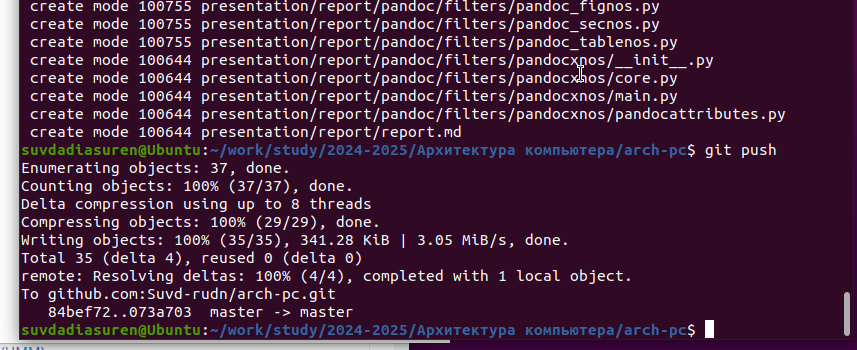 create mode 100755 presentation/report/pandoc/filters/pandoc_fignos.py
create mode 100755 presentation/report/pandoc/filters/pandoc_secnos.py
create mode 100755 presentation/report/pandoc/filters/pandoc_tablenos.py
create mode 100644 presentation/report/pandoc/filters/pandocxnos/__init__.py
create mode 100644 presentation/report/pandoc/filters/pandocxnos/core.py
create mode 100644 presentation/report/pandoc/filters/pandocxnos/main.py
create mode 100644 presentation/report/pandoc/filters/pandocxnos/pandocattributes.py
create mode 100644 presentation/report/report.md
suvdadiasuren@Ubuntu:~/work/study/2024-2025/Архитектура компьютера/arch-pc$ git push
Enumerating objects: 37, done.
Counting objects: 100% (37/37), done.
Delta compression using up to 8 threads
Compressing objects: 100% (29/29), done.
Writing objects: 100% (35/35), 341.28 KiB | 3.05 MiB/s, done.
Total 35 (delta 4), reused 0 (delta 0)
remote: Resolving deltas: 100% (4/4), completed with 1 local object.
To github.com:Suvd-rudn/arch-pc.git
84bef72..073a703  master -> master
suvdadiasuren@Ubuntu:~/work/study/2024-2025/Архитектура компьютера/arch-pc$